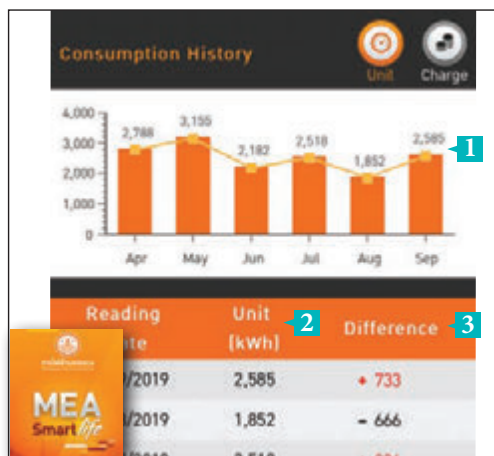 Consumption History
Unit
Charge
4,000
3,000
2,000
1,000
0
2,788
3,155
2,182
2,518
1,852
2,585
1
Apr
May
Jun
Jul
Aug
Sep
Reading
Unit
(kWh)
2
Difference
3
/2019
2,585
+ 733
/2019
1,852
- 666
MEA
Smart life